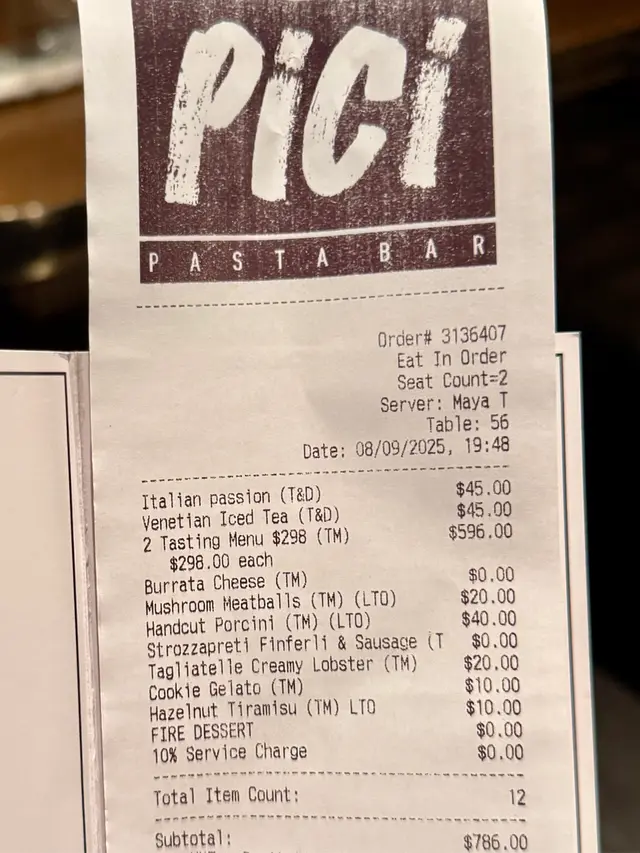 PiCi
PASTA BAR
Order# 3136407
Eat In Order
Seat Count=2
Server: Maya T
Table: 56
Date: 08/09/2025, 19:48
Italian passion (T&D) $45.00
Venetian Iced Tea (T&D) $45.00
2 Tasting Menu $298 (TM) $596.00
$298.00 each
Burrata Cheese (TM) $0.00
Mushroom Meatballs (TM) (LTO) $20.00
Handcut Porcini (TM) (LTO) $40.00
Strozzapreti Finferli & Sausage (T $0.00
Tagliatelle Creamy Lobster (TM) $20.00
Cookie Gelato (TM) $10.00
Hazelnut Tiramisu (TM) LTO $10.00
FIRE DESSERT $0.00
10% Service Charge $0.00
Total Item Count: 12
Subtotal: $786.00